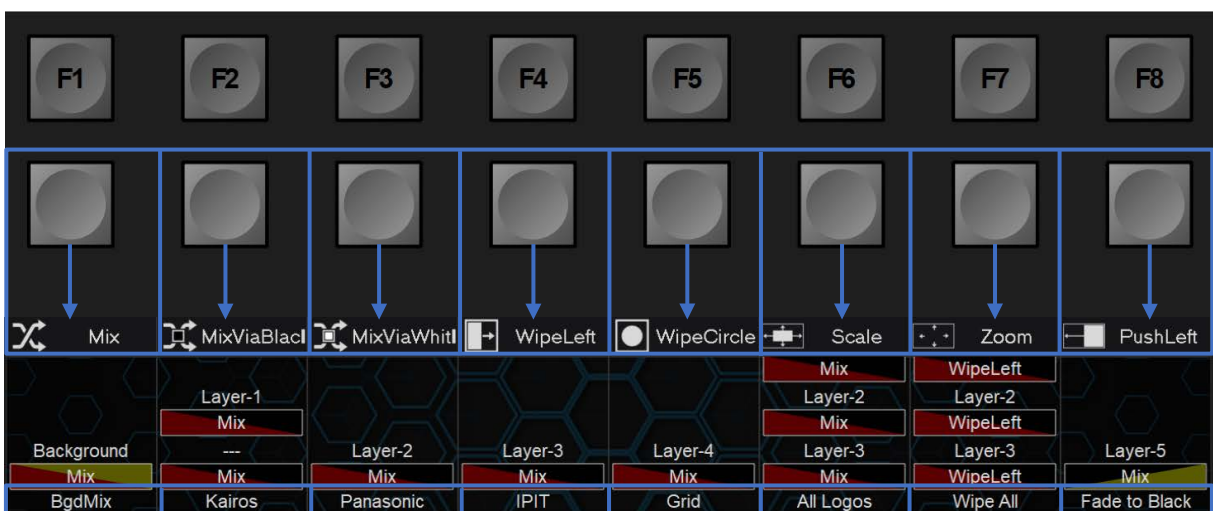 F1 F2 F3 F4 F5 F6 F7 F8
Mix MixViaBlac MixViaWhit WipeLeft WipeCircle Scale Zoom PushLeft
Mix WipeLeft
Layer-1 Layer-2 Layer-2
Mix Mix WipeLeft
Background --- Layer-2 Layer-3 Layer-4 Layer-3 Layer-3 Layer-5
Mix Mix Mix Mix Mix Mix WipeLeft Mix
BgdMix Kairos Panasonic IPIT Grid All Logos Wipe All Fade to Black